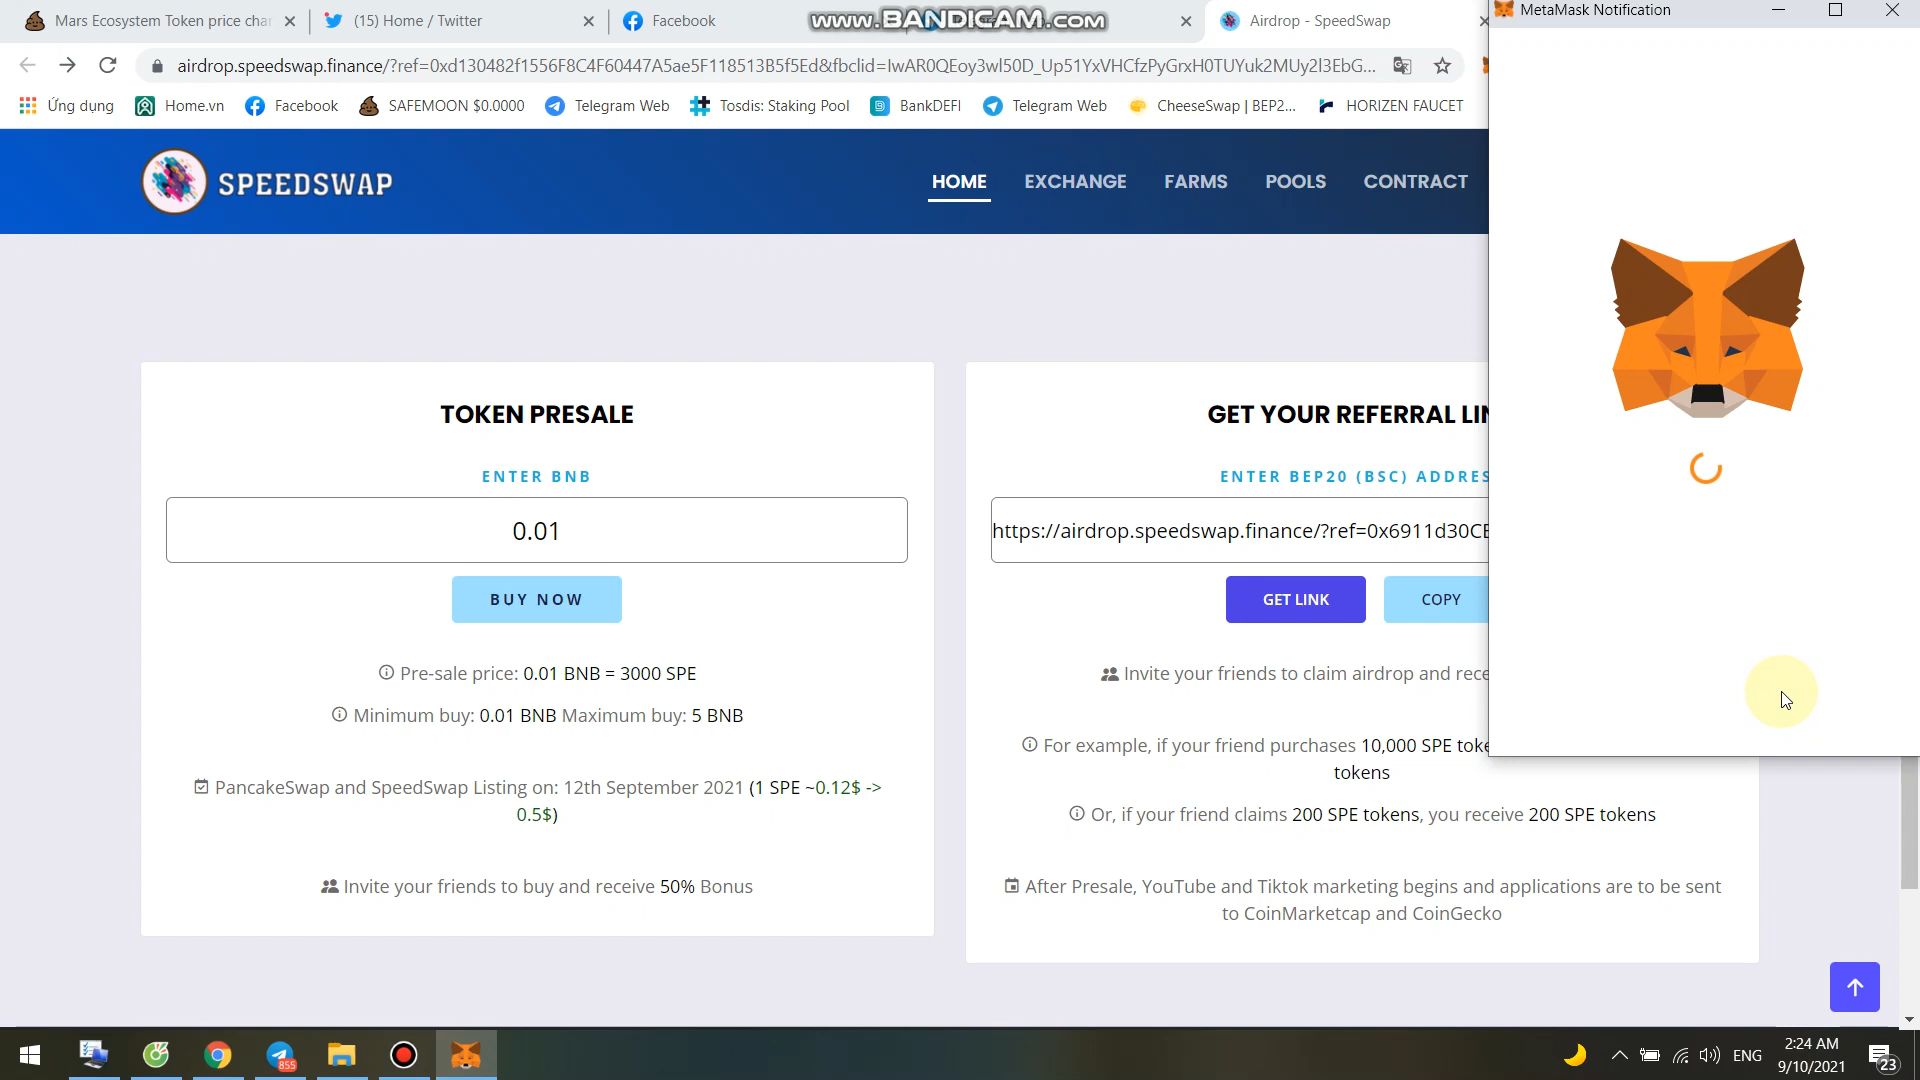 Mars Ecosystem Token price char
(15) Home / Twitter
Facebook
www.BANDICAM.com
Airdrop - SpeedSwap
MetaMask Notification
airdrop.speedswap.finance/?ref=0xd130482f1556F8C4F60447A5ae5F118513B5f5Ed&fbclid=IwAR0QEoy3wl50D_Up51YxVHCfzPyGrxH0TUYuk2MUy2l3EbG...
Ứng dụng
Home.vn
Facebook
SAFEMOON $0.0000
Telegram Web
Tosdis: Staking Pool
BankDEFI
Telegram Web
CheeseSwap | BEP2...
HORIZEN FAUCET
SPEEDSWAP
HOME
EXCHANGE
FARMS
POOLS
CONTRACT
TOKEN PRESALE
ENTER BNB
0.01
BUY NOW
Pre-sale price: 0.01 BNB = 3000 SPE
Minimum buy: 0.01 BNB Maximum buy: 5 BNB
PancakeSwap and SpeedSwap Listing on: 12th September 2021 (1 SPE ~0.12$ ->
0.5$)
Invite your friends to buy and receive 50% Bonus
GET YOUR REFERRAL LIN
ENTER BEP20 (BSC) ADDRES
https://airdrop.speedswap.finance/?ref=0x6911d30CE
GET LINK
COPY
Invite your friends to claim airdrop and rece
For example, if your friend purchases 10,000 SPE toke
tokens
Or, if your friend claims 200 SPE tokens, you receive 200 SPE tokens
After Presale, YouTube and Tiktok marketing begins and applications are to be sent
to CoinMarketcap and CoinGecko
855
ENG
2:24 AM
9/10/2021
23